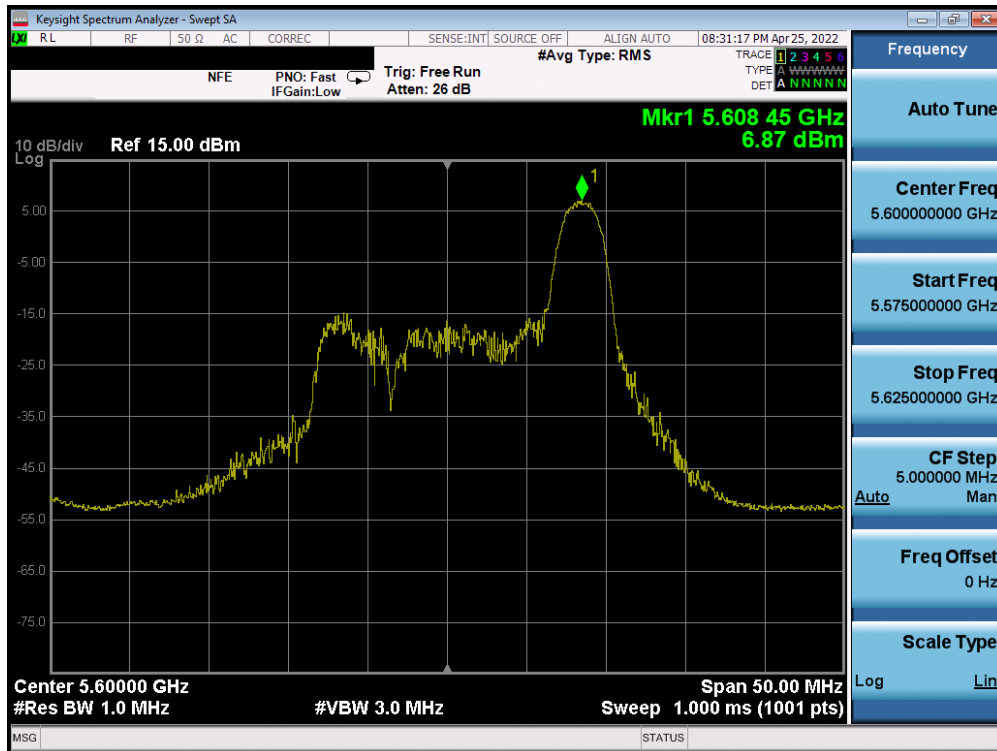 Keysight Spectrum Analyzer - Swept SA
LXI RL RF 50 Ω AC CORREC SENSE:INT SOURCE OFF ALIGN AUTO 08:31:17 PM Apr 25, 2022
#Avg Type: RMS
TRACE 1 2 3 4 5 6
TYPE A WWWWWW
DET A N N N N N
NFE PNO: Fast Trig: Free Run
IFGain:Low Atten: 26 dB
Mkr1 5.608 45 GHz
6.87 dBm
10 dB/div Ref 15.00 dBm
Log
1
5.00
-5.00
-15.0
-25.0
-35.0
-45.0
-55.0
-65.0
-75.0
Center 5.60000 GHz Span 50.00 MHz
#Res BW 1.0 MHz #VBW 3.0 MHz Sweep 1.000 ms (1001 pts)
MSG STATUS
Frequency
Auto Tune
Center Freq
5.600000000 GHz
Start Freq
5.575000000 GHz
Stop Freq
5.625000000 GHz
CF Step
5.000000 MHz
Auto Man
Freq Offset
0 Hz
Scale Type
Log Lin